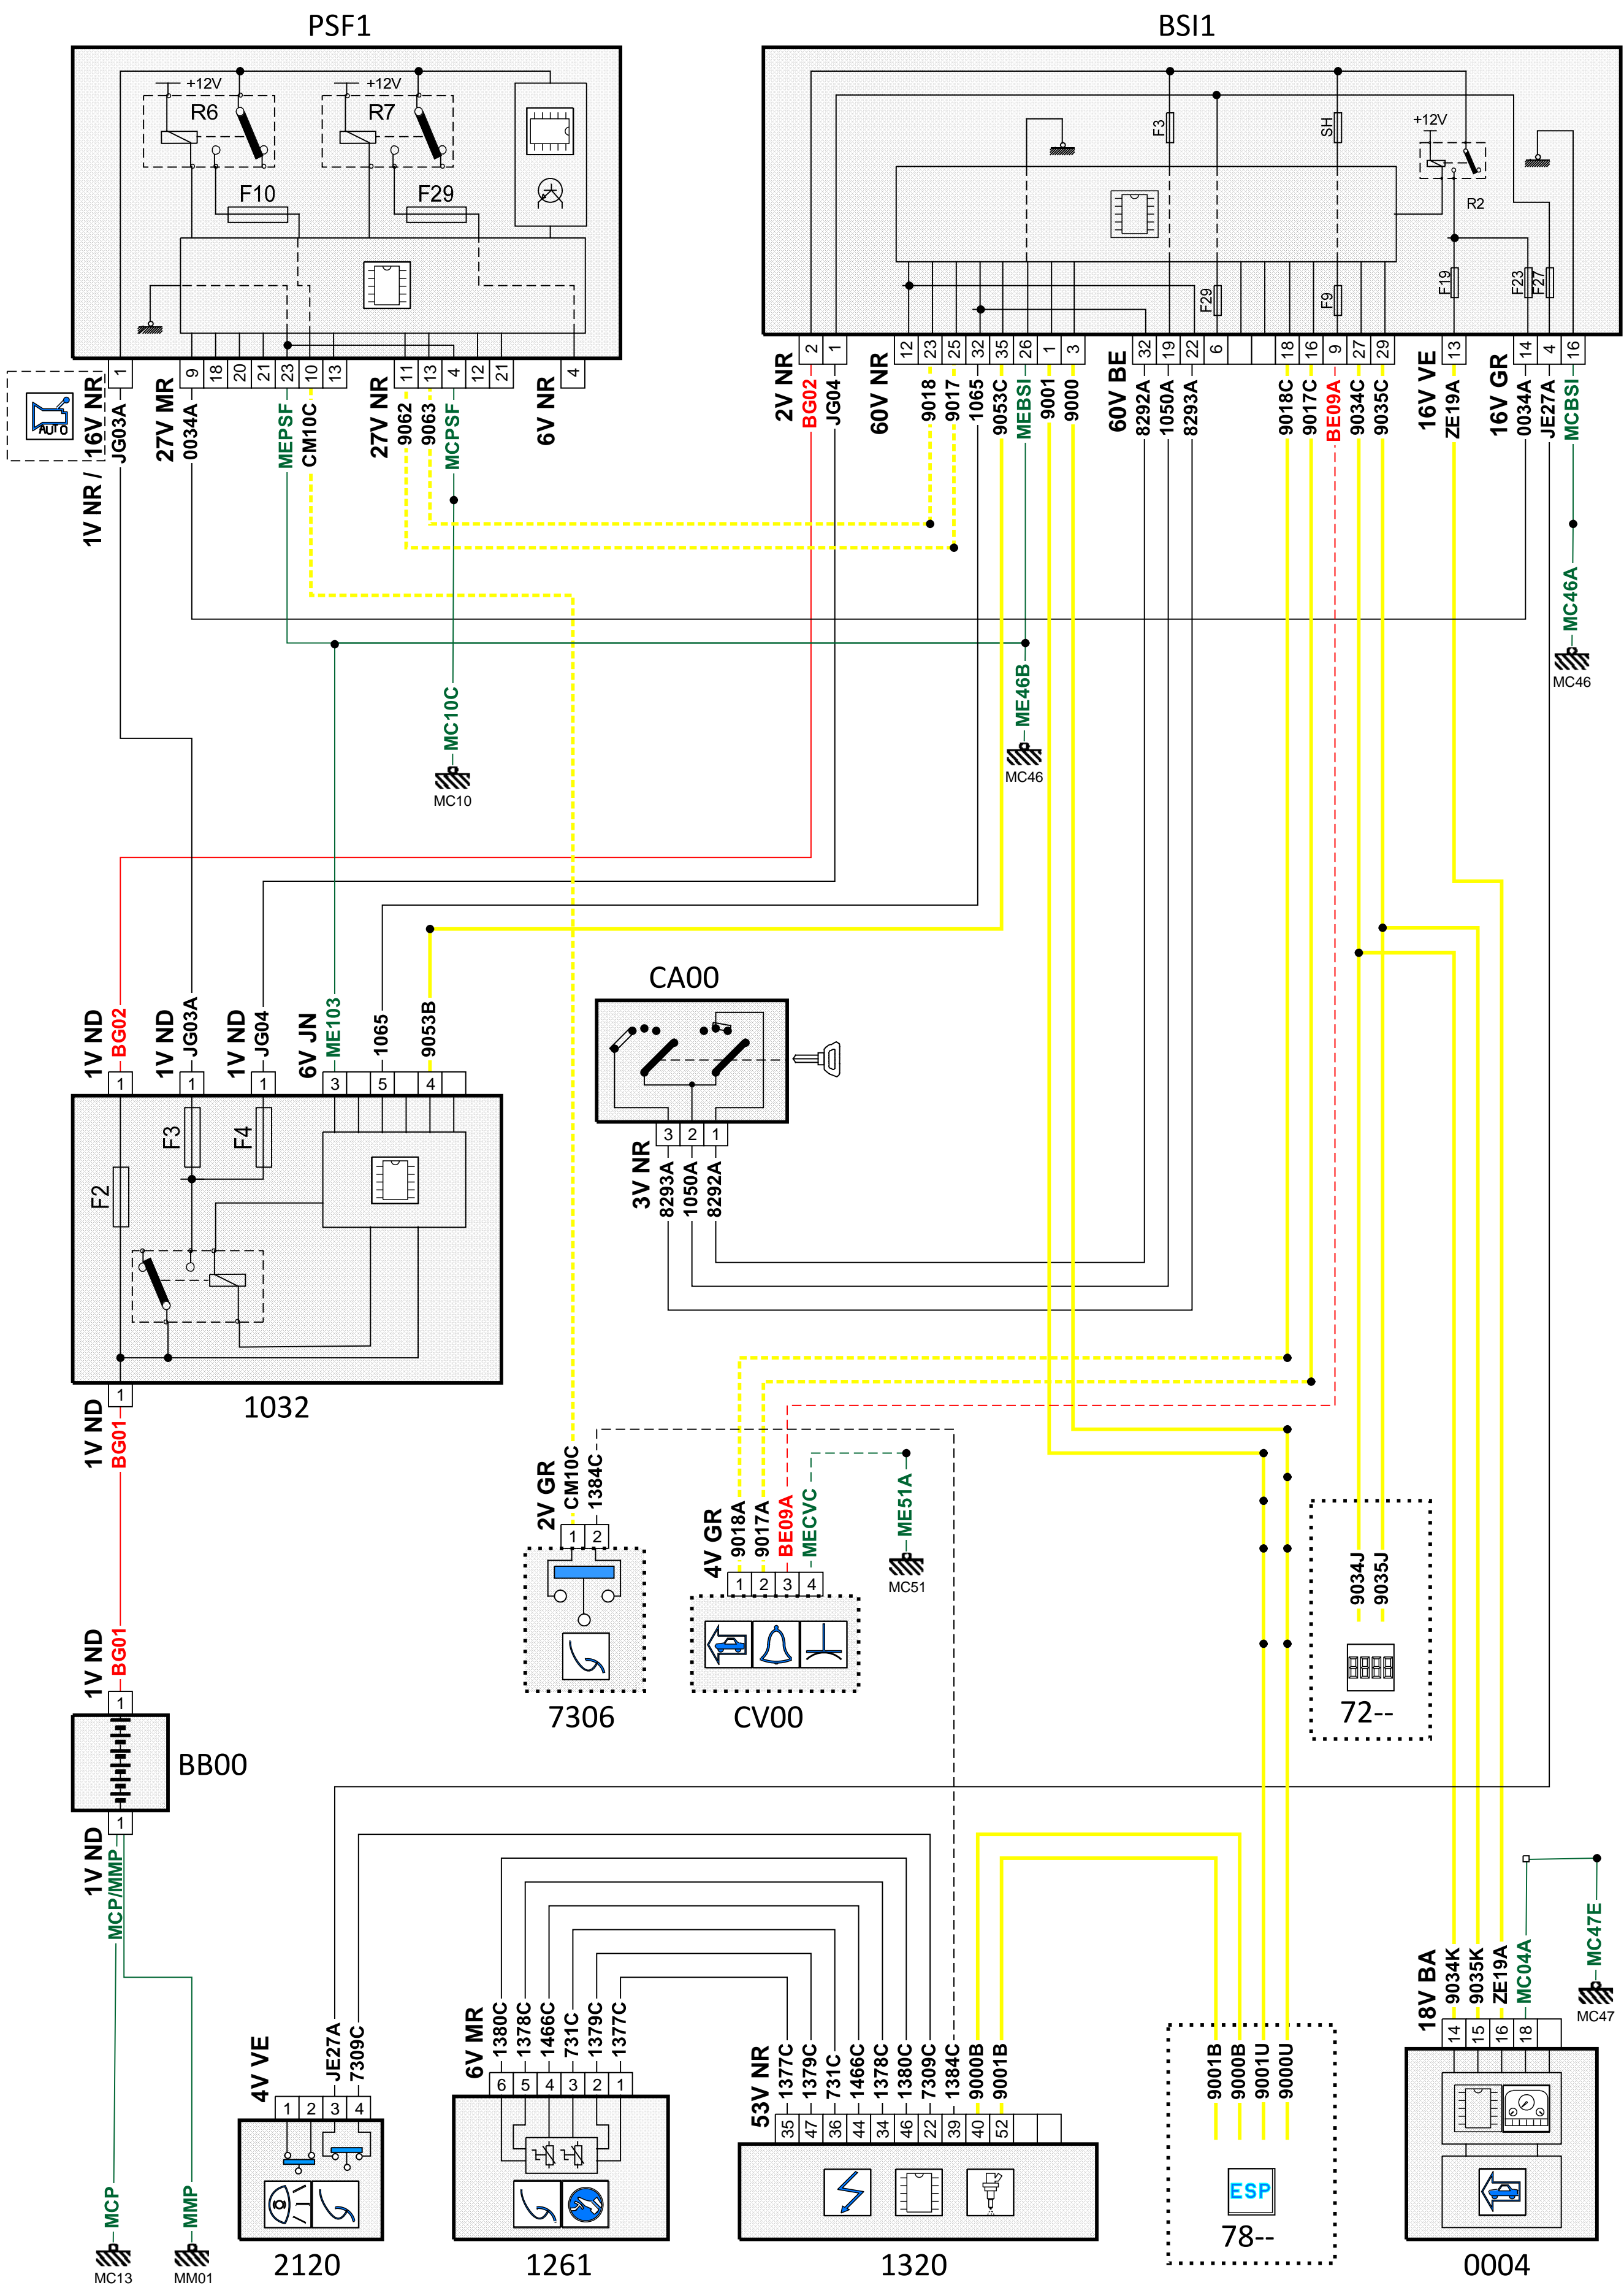 PSF1
BSI1
+12V
+12V
R6
R7
F10
F29
F3
SH
+12V
R2
F29
F9
F19
F23
F27
1
9
18
20
21
23
10
13
11
13
4
12
21
4
2
1
12
23
25
32
35
26
1
3
32
19
22
6
18
16
9
27
29
13
14
4
16
AUTO
1V NR / 16V NR
JG03A
27V MR
0034A
MEPSF
CM10C
27V NR
9062
9063
MCPSF
6V NR
2V NR
BG02
JG04
60V NR
9018
9017
1065
9053C
MEBSI
9001
9000
60V BE
8292A
1050A
8293A
9018C
9017C
BE09A
9034C
9035C
16V VE
ZE19A
16V GR
0034A
JE27A
MCBSI
MC46A
MC46
MC10C
MC10
ME46B
MC46
1V ND
BG02
1V ND
JG03A
1V ND
JG04
6V JN
ME103
1065
9053B
1
1
1
3
5
4
F2
F3
F4
1
1032
1V ND
BG01
CA00
3
2
1
3V NR
8293A
1050A
8292A
2V GR
CM10C
1384C
1
2
7306
4V GR
9018A
9017A
BE09A
MECVC
1
2
3
4
CV00
ME51A
MC51
9034J
9035J
72--
1V ND
BG01
1
BB00
1
1V ND
MCP/MMP
MCP
MC13
MMP
MM01
4V VE
JE27A
7309C
1
2
3
4
2120
6V MR
1380C
1378C
1466C
731C
1379C
1377C
6
5
4
3
2
1
1261
53V NR
1377C
1379C
731C
1466C
1378C
1380C
7309C
1384C
9000B
9001B
35
47
36
44
34
46
22
39
40
52
1320
9001B
9000B
9001U
9000U
ESP
78--
18V BA
9034K
9035K
ZE19A
MC04A
14
15
16
18
0004
MC47E
MC47